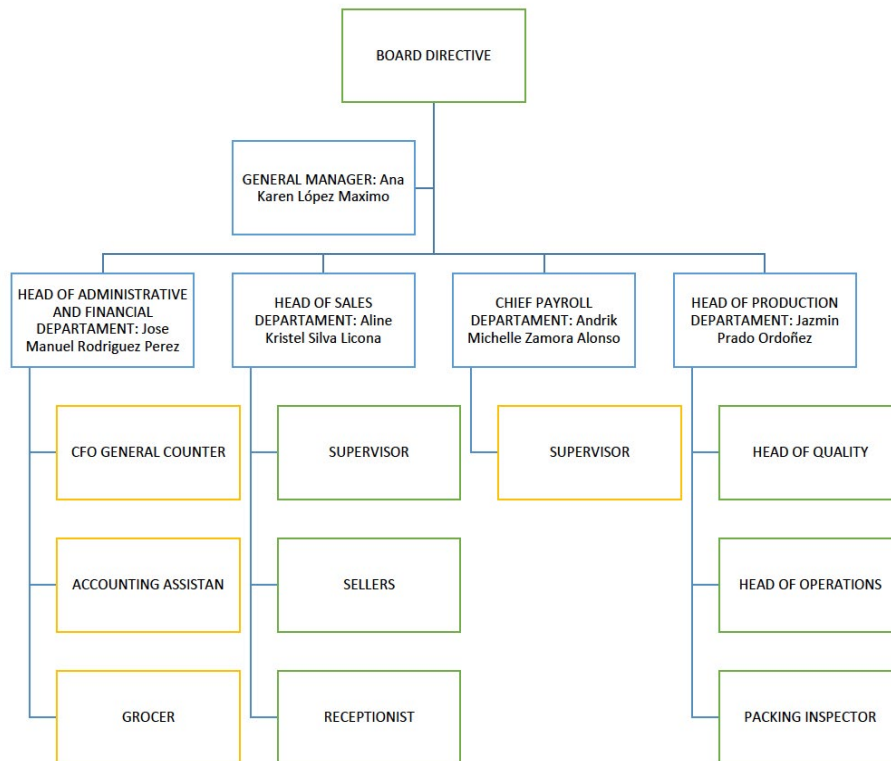 BOARD DIRECTIVE
GENERAL MANAGER: Ana
Karen López Maximo
HEAD OF ADMINISTRATIVE
AND FINANCIAL
DEPARTAMENT: Jose
Manuel Rodriguez Perez
HEAD OF SALES
DEPARTAMENT: Aline
Kristel Silva Licona
CHIEF PAYROLL
DEPARTAMENT: Andrik
Michelle Zamora Alonso
HEAD OF PRODUCTION
DEPARTAMENT: Jazmin
Prado Ordoñez
CFO GENERAL COUNTER
SUPERVISOR
SUPERVISOR
HEAD OF QUALITY
ACCOUNTING ASSISTAN
SELLERS
HEAD OF OPERATIONS
GROCER
RECEPTIONIST
PACKING INSPECTOR